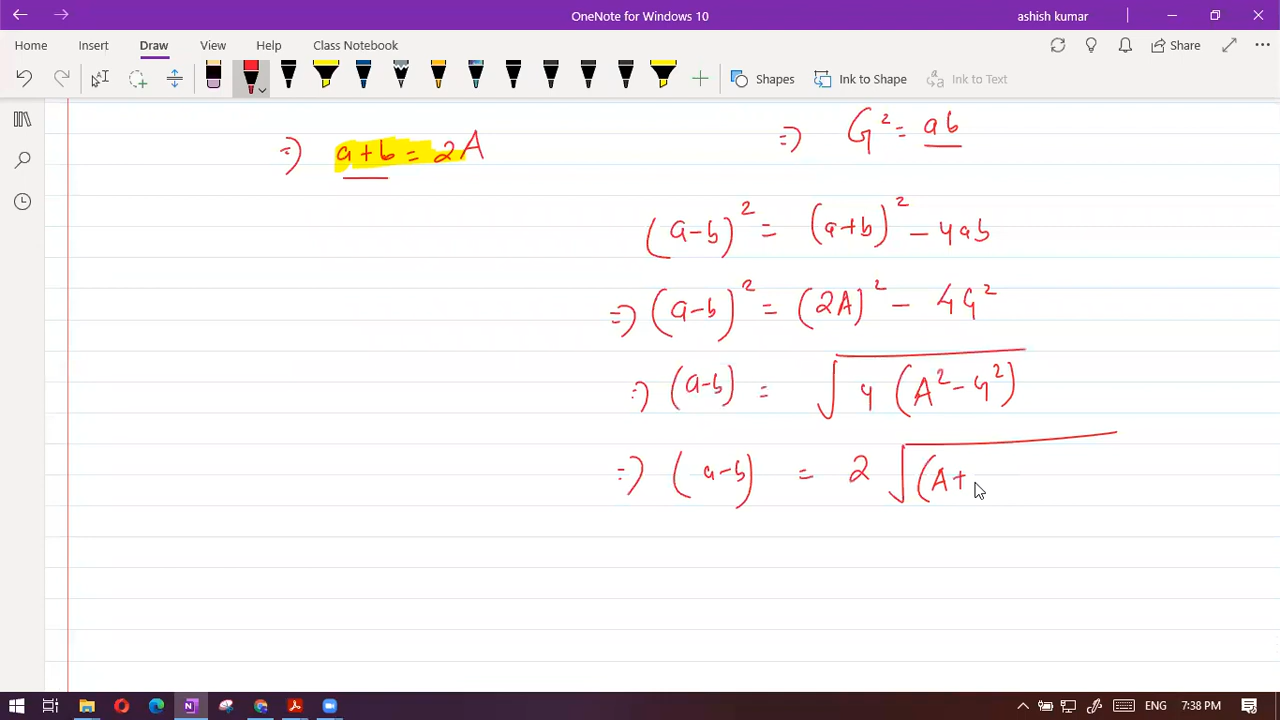 OneNote for Windows 10
ashish kumar
Home Insert Draw View Help Class Notebook
Share
Shapes Ink to Shape Ink to Text
=) a+b = 2A
=) G² = ab
(a-b)² = (a+b)² - 4ab
=) (a-b)² = (2A)² - 4G²
=) (a-b) = √4 (A²-G²)
=) (a-b) = 2 √(A+
ENG 7:38 PM